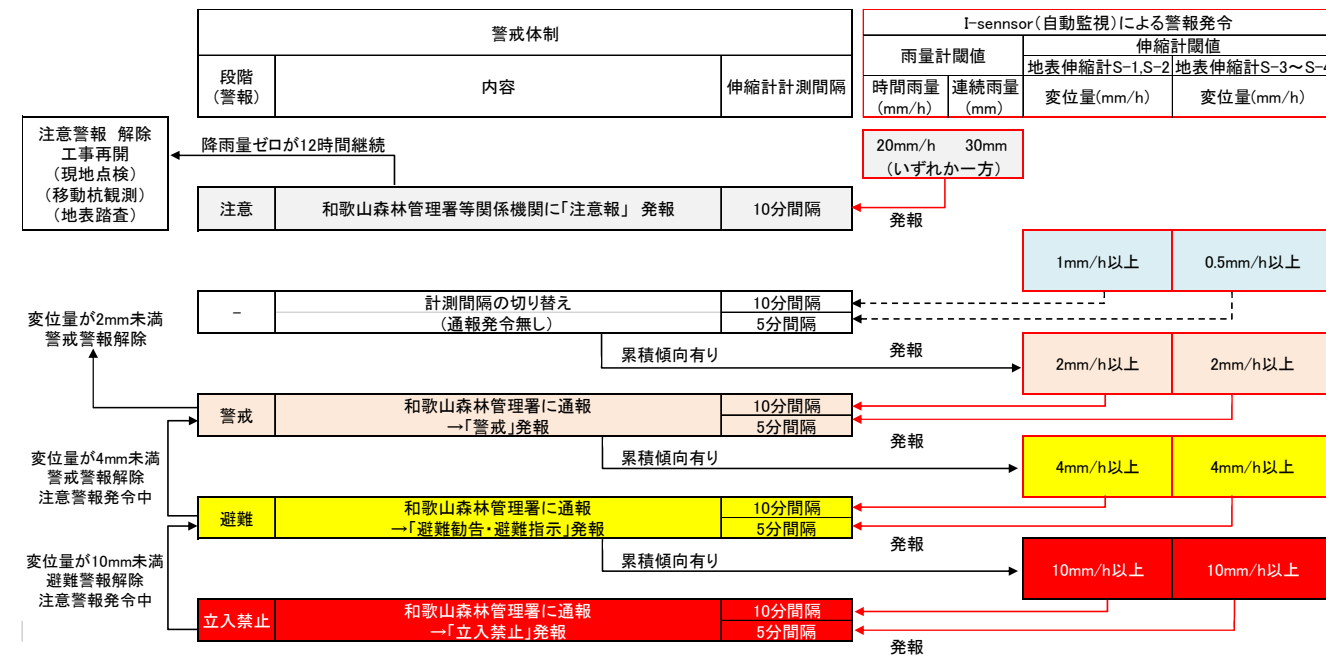 警戒体制
段階
(警報)
内容
伸縮計計測間隔
I-sennsor(自動監視)による警報発令
雨量計閾値
伸縮計閾値
地表伸縮計S-1,S-2
地表伸縮計S-3～S-4
時間雨量
(mm/h)
連続雨量
(mm)
変位量(mm/h)
変位量(mm/h)
注意警報 解除
工事再開
(現地点検)
(移動杭観測)
(地表踏査)
降雨量ゼロが12時間継続
20mm/h 30mm
(いずれか一方)
注意
和歌山森林管理署等関係機関に「注意報」 発報
10分間隔
発報
1mm/h以上
0.5mm/h以上
－
計測間隔の切り替え
(通報発令無し)
10分間隔
5分間隔
変位量が2mm未満
警戒警報解除
累積傾向有り
発報
2mm/h以上
2mm/h以上
警戒
和歌山森林管理署に通報
→「警戒」発報
10分間隔
5分間隔
発報
累積傾向有り
4mm/h以上
4mm/h以上
変位量が4mm未満
警戒警報解除
注意警報発令中
避難
和歌山森林管理署に通報
→「避難勧告・避難指示」発報
10分間隔
5分間隔
発報
累積傾向有り
10mm/h以上
10mm/h以上
変位量が10mm未満
避難警報解除
注意警報発令中
立入禁止
和歌山森林管理署に通報
→「立入禁止」発報
10分間隔
5分間隔
発報